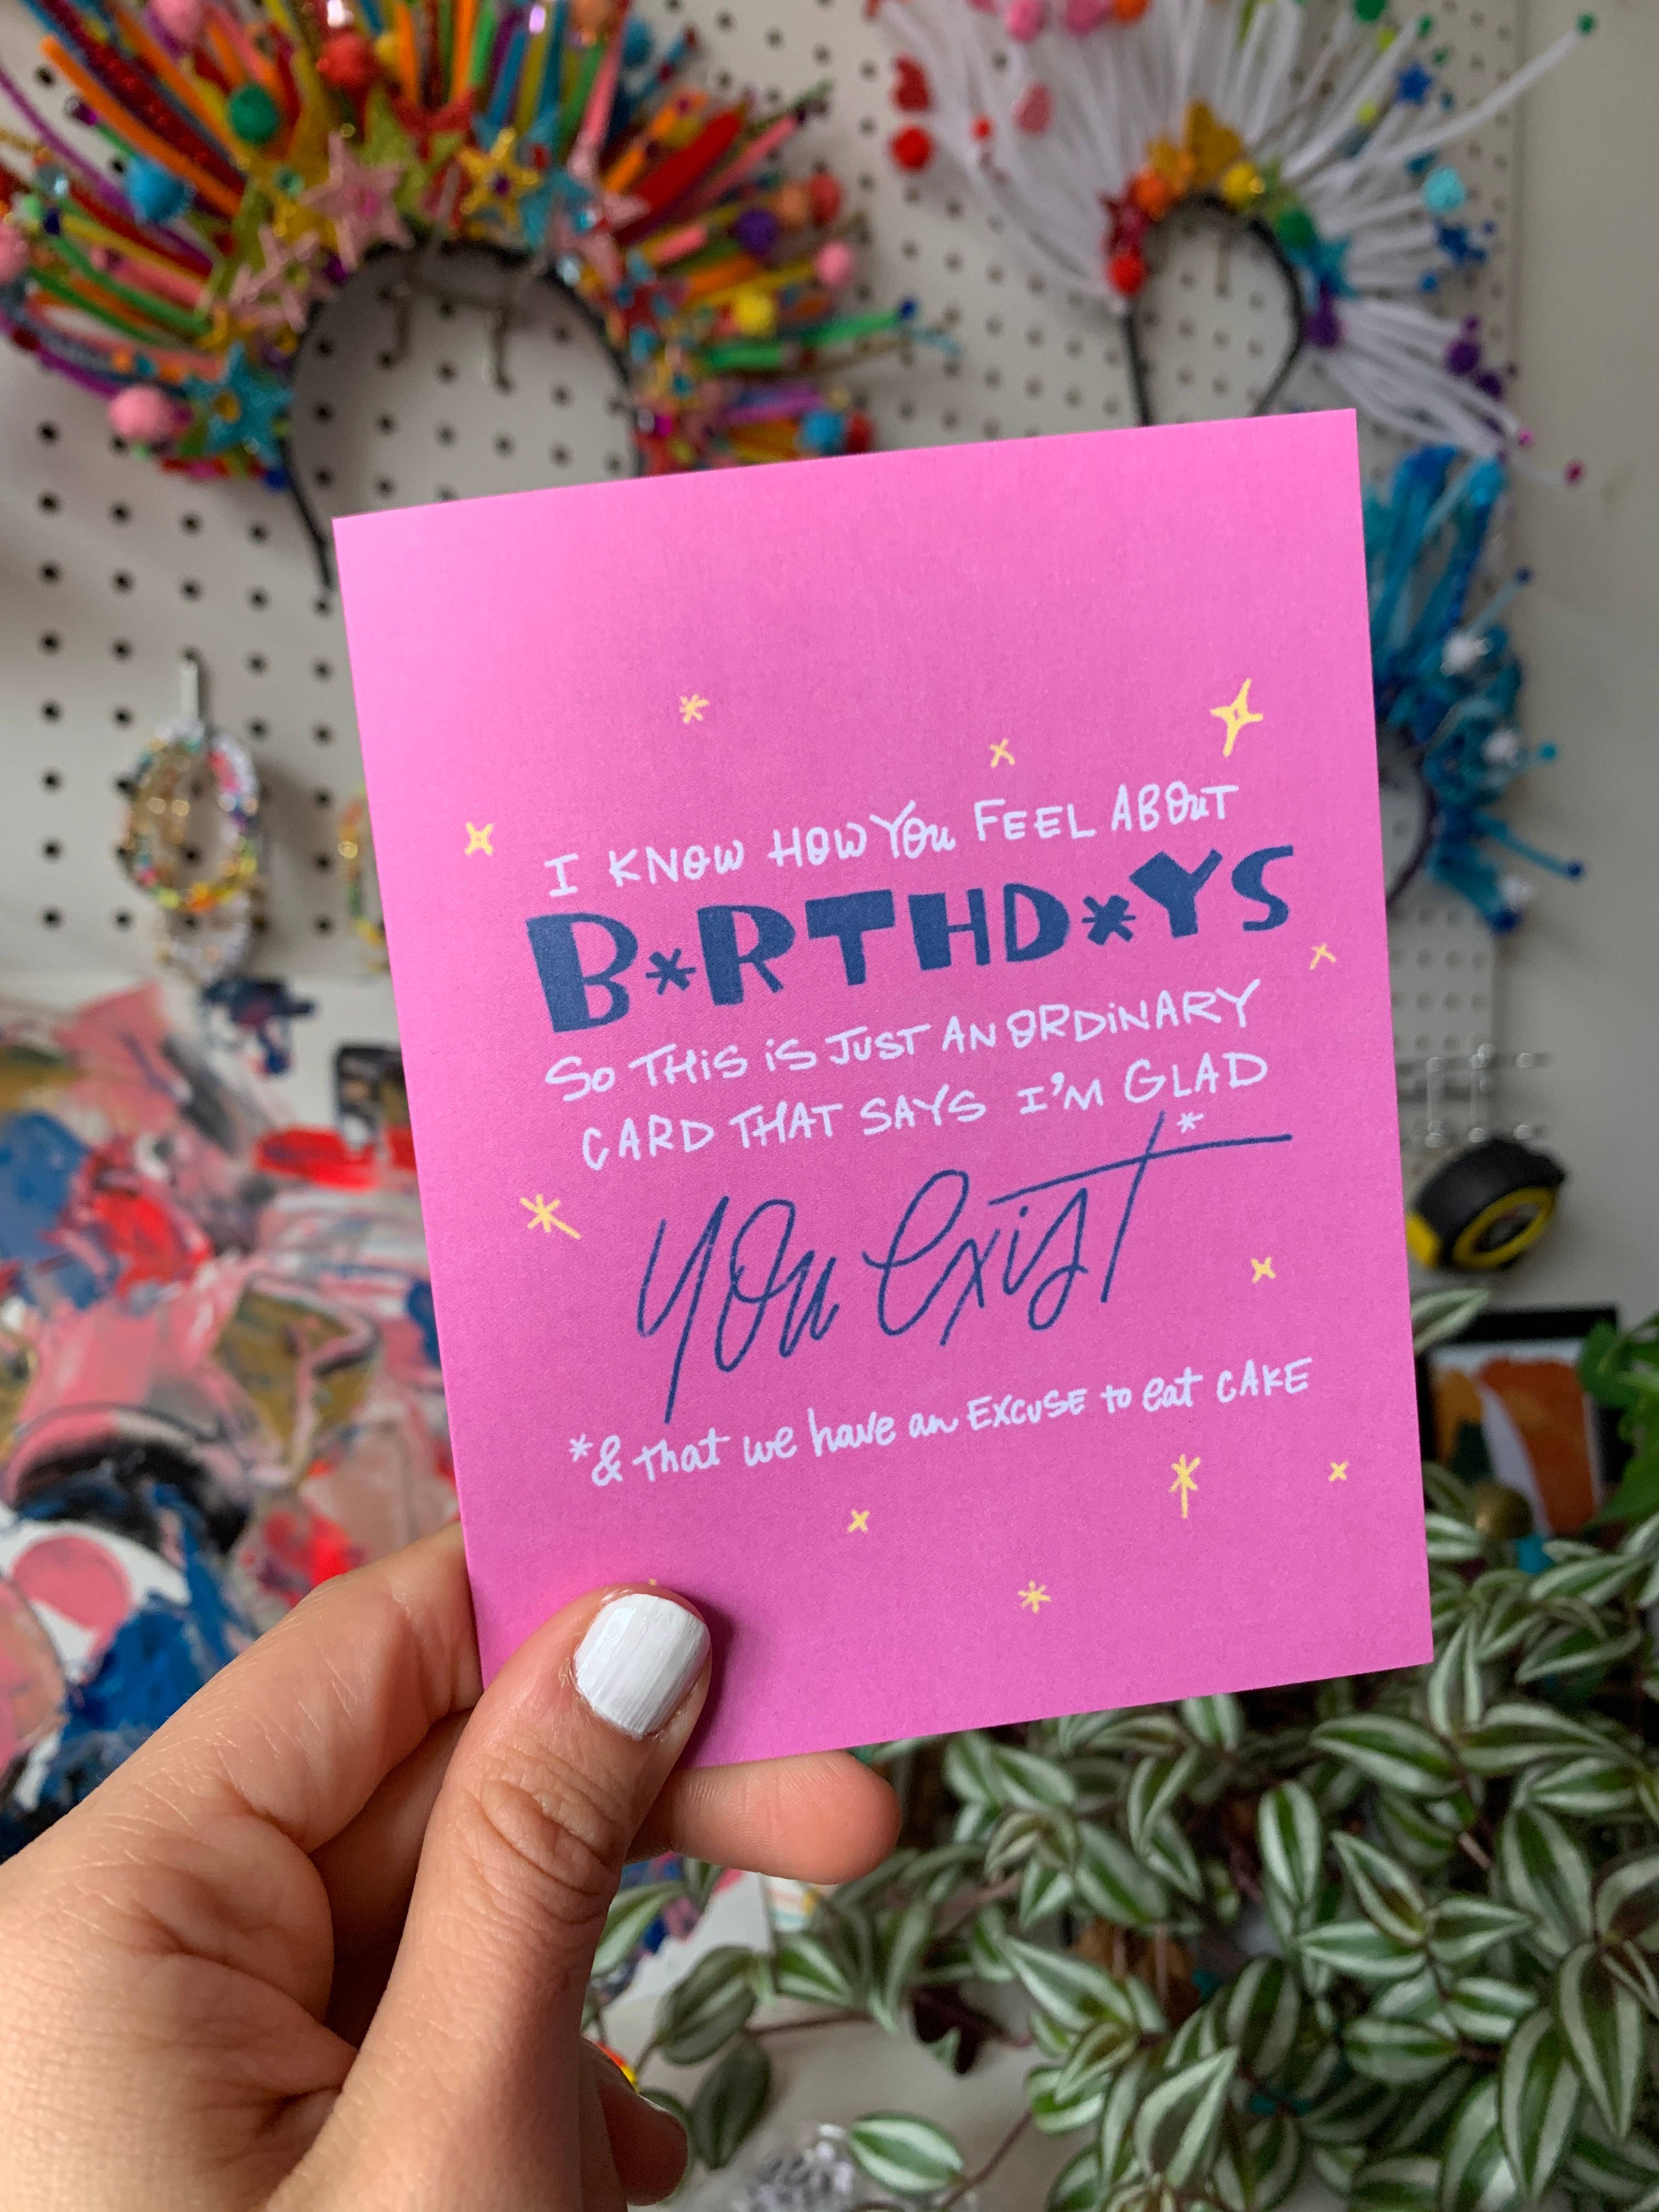 I KNOW HOW YOu FEEL ABOuT
B*RTHD*YS
SO THiS iS JUST AN ORDiNARY
CARD THAT SAYS I'M GLAD
YOu Exist*
*& that we have an EXCUSE to eat CAKE